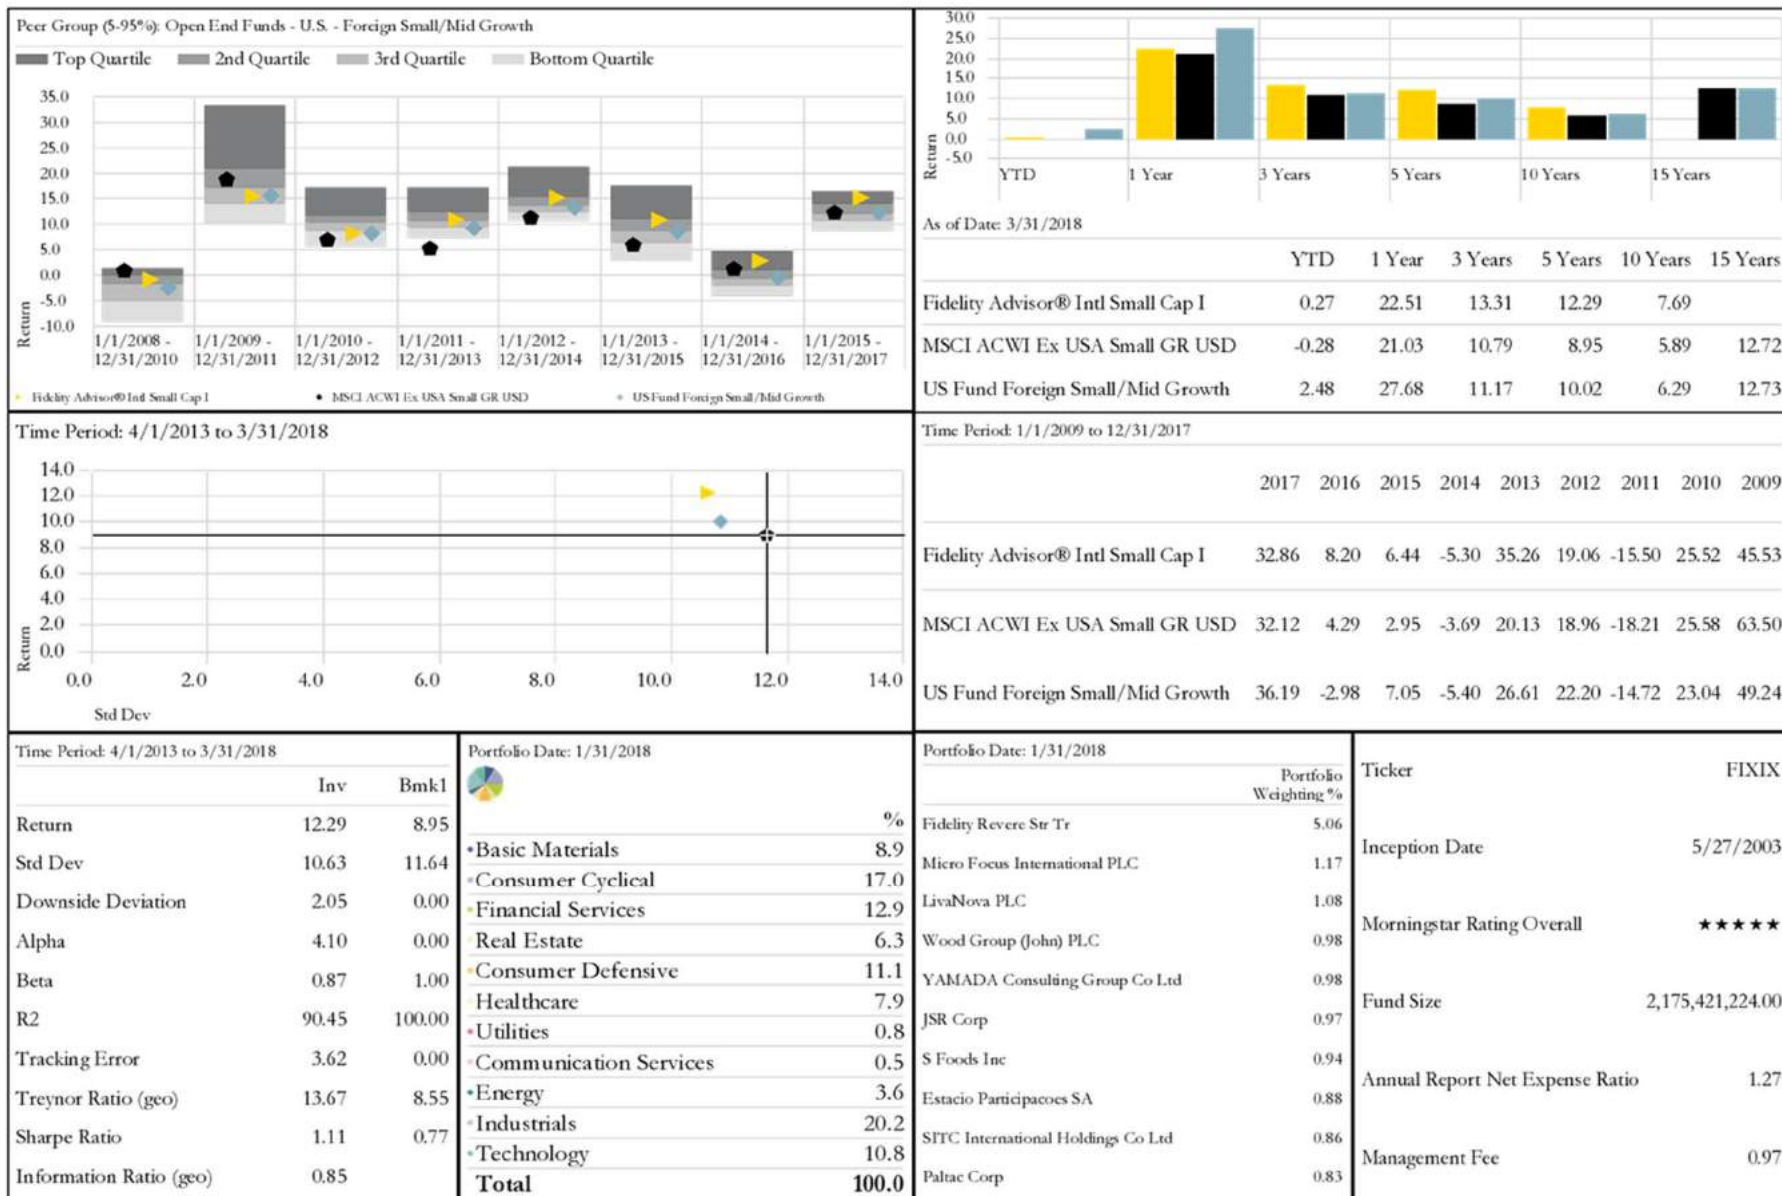 Peer Group (5-95%): Open End Funds - U.S. - Foreign Small/Mid Growth
Top Quartile 2nd Quartile 3rd Quartile Bottom Quartile
35.0
30.0
25.0
20.0
15.0
10.0
5.0
0.0
-5.0
-10.0
Return
1/1/2008 - 1/1/2009 - 1/1/2010 - 1/1/2011 - 1/1/2012 - 1/1/2013 - 1/1/2014 - 1/1/2015 -
12/31/2010 12/31/2011 12/31/2012 12/31/2013 12/31/2014 12/31/2015 12/31/2016 12/31/2017
Fidelity Advisor® Intl Small Cap I MSCI ACWI Ex USA Small GR USD US Fund Foreign Small/Mid Growth
30.0
25.0
20.0
15.0
10.0
5.0
0.0
-5.0
Return
YTD 1 Year 3 Years 5 Years 10 Years 15 Years
As of Date: 3/31/2018
YTD 1 Year 3 Years 5 Years 10 Years 15 Years
Fidelity Advisor® Intl Small Cap I 0.27 22.51 13.31 12.29 7.69
MSCI ACWI Ex USA Small GR USD -0.28 21.03 10.79 8.95 5.89 12.72
US Fund Foreign Small/Mid Growth 2.48 27.68 11.17 10.02 6.29 12.73
Time Period: 4/1/2013 to 3/31/2018
14.0
12.0
10.0
8.0
6.0
4.0
2.0
0.0
Return
0.0 2.0 4.0 6.0 8.0 10.0 12.0 14.0
Std Dev
Time Period: 1/1/2009 to 12/31/2017
2017 2016 2015 2014 2013 2012 2011 2010 2009
Fidelity Advisor® Intl Small Cap I 32.86 8.20 6.44 -5.30 35.26 19.06 -15.50 25.52 45.53
MSCI ACWI Ex USA Small GR USD 32.12 4.29 2.95 -3.69 20.13 18.96 -18.21 25.58 63.50
US Fund Foreign Small/Mid Growth 36.19 -2.98 7.05 -5.40 26.61 22.20 -14.72 23.04 49.24
Time Period: 4/1/2013 to 3/31/2018
Inv Bmk1
Return 12.29 8.95
Std Dev 10.63 11.64
Downside Deviation 2.05 0.00
Alpha 4.10 0.00
Beta 0.87 1.00
R2 90.45 100.00
Tracking Error 3.62 0.00
Treynor Ratio (geo) 13.67 8.55
Sharpe Ratio 1.11 0.77
Information Ratio (geo) 0.85
Portfolio Date: 1/31/2018
%
Basic Materials 8.9
Consumer Cyclical 17.0
Financial Services 12.9
Real Estate 6.3
Consumer Defensive 11.1
Healthcare 7.9
Utilities 0.8
Communication Services 0.5
Energy 3.6
Industrials 20.2
Technology 10.8
Total 100.0
Portfolio Date: 1/31/2018
Portfolio
Weighting %
Fidelity Revere Str Tr 5.06
Micro Focus International PLC 1.17
LivaNova PLC 1.08
Wood Group (John) PLC 0.98
YAMADA Consulting Group Co Ltd 0.98
JSR Corp 0.97
S Foods Inc 0.94
Estacio Participacoes SA 0.88
SITC International Holdings Co Ltd 0.86
Paltac Corp 0.83
Ticker FIXIX
Inception Date 5/27/2003
Morningstar Rating Overall ★★★★★
Fund Size 2,175,421,224.00
Annual Report Net Expense Ratio 1.27
Management Fee 0.97